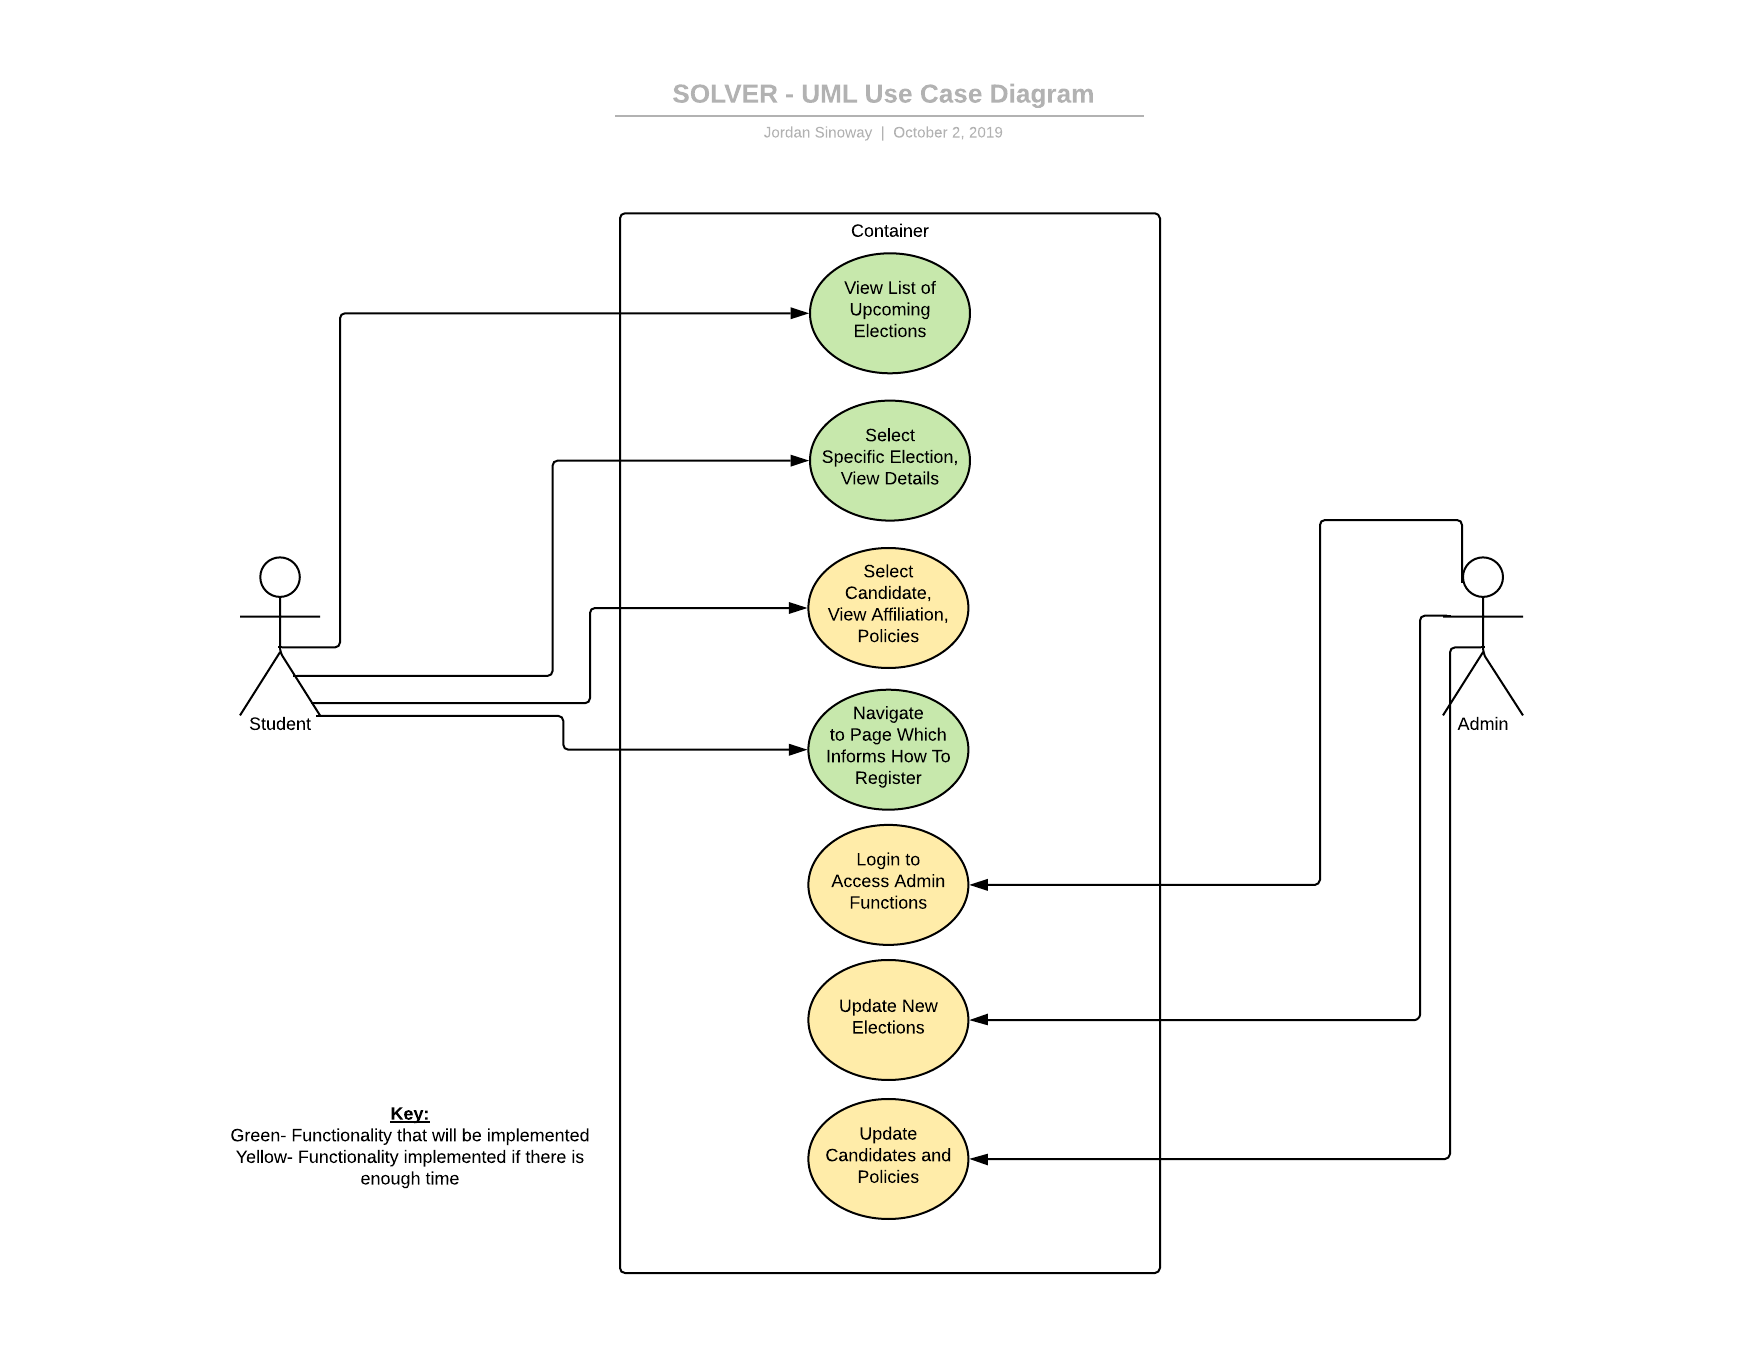 SOLVER - UML Use Case Diagram
Jordan Sinoway | October 2, 2019
Container
View List of
Upcoming
Elections
Select
Specific Election,
View Details
Select
Candidate,
View Affiliation,
Policies
Navigate
to Page Which
Informs How To
Register
Login to
Access Admin
Functions
Update New
Elections
Update
Candidates and
Policies
Student
Admin
Key:
Green- Functionality that will be implemented
Yellow- Functionality implemented if there is
enough time